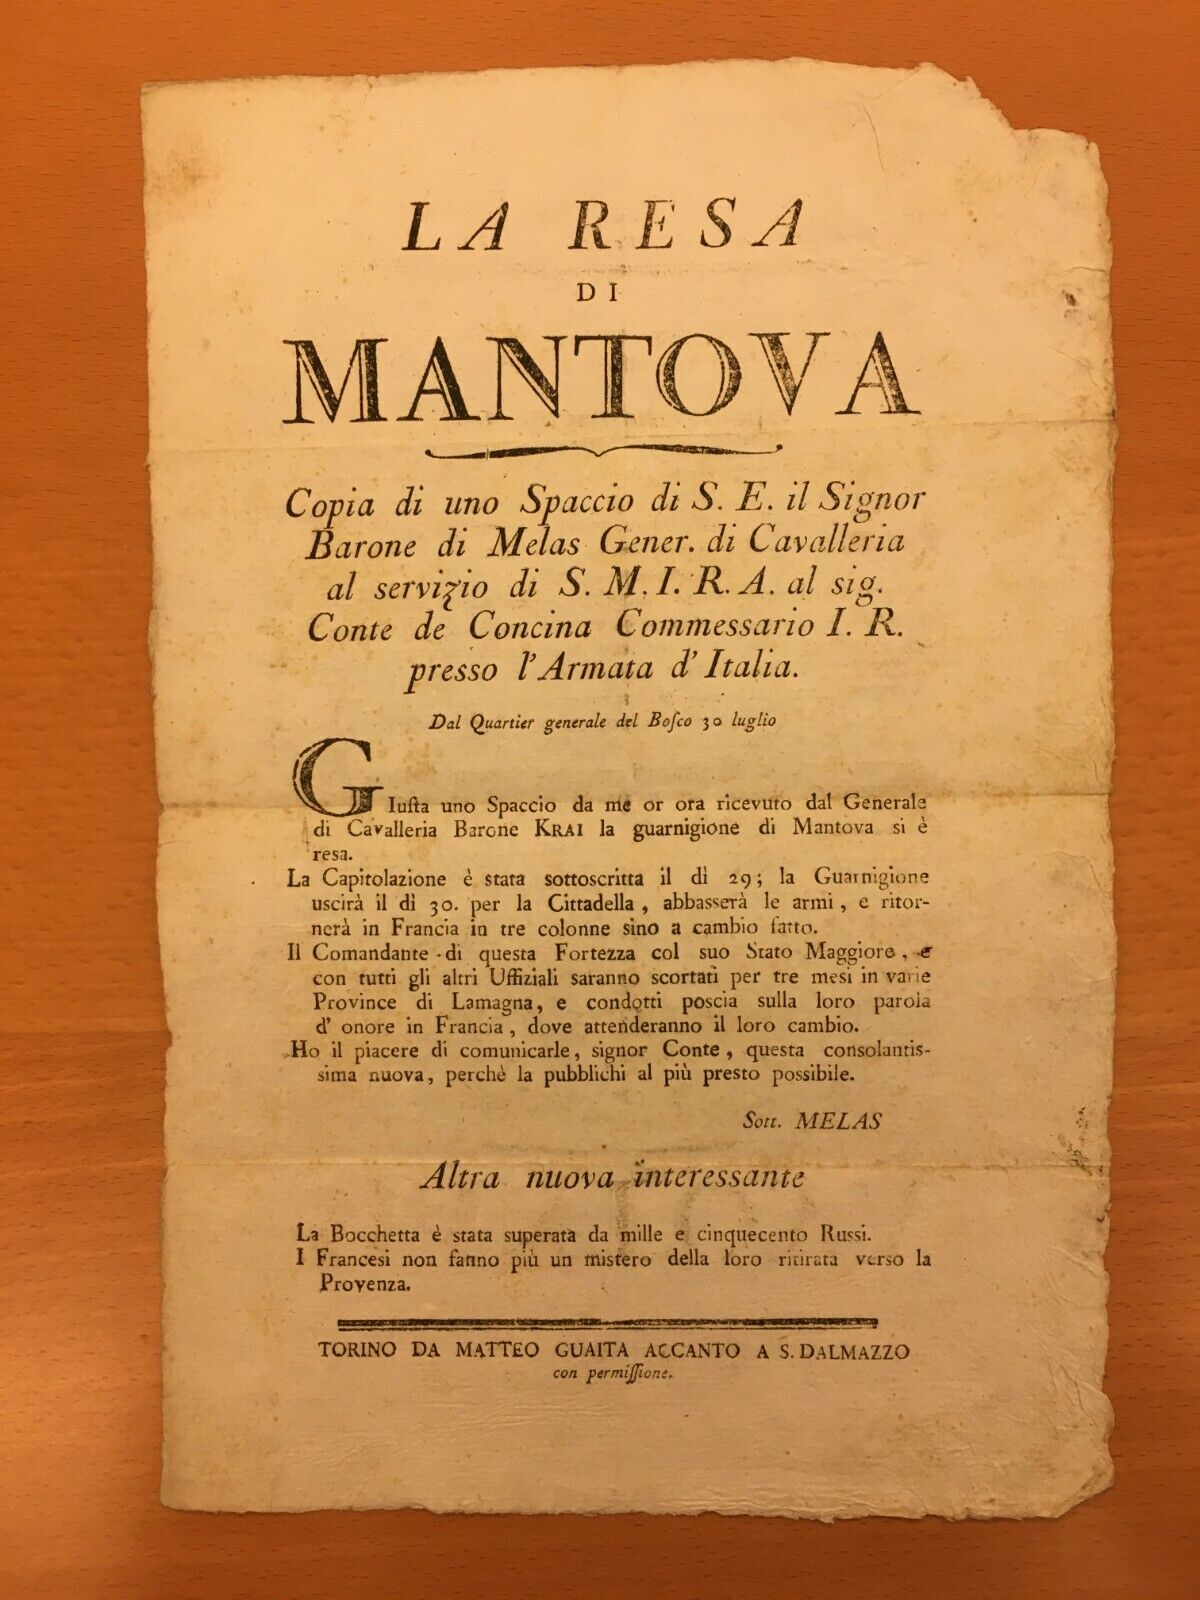 LA RESA
DI
MANTOVA
Copia di uno Spaccio di S. E. il Signor
Barone di Melas Gener. di Cavalleria
al servizio di S. M. I. R. A. al sig.
Conte de Concina Commessario I. R.
presso l'Armata d'Italia.
Dal Quartier generale del Boſco 30 luglio
GIuſta uno Spaccio da me or ora ricevuto dal Generale
di Cavalleria Barone KRAI la guarnigione di Mantova si è
resa.
La Capitolazione è stata sottoscritta il dì 29; la Guarnigione
uscirà il dì 30. per la Cittadella, abbasserà le armi, e ritor-
nerà in Francia in tre colonne sino a cambio fatto.
Il Comandante di questa Fortezza col suo Stato Maggiore, e
con tutti gli altri Uffiziali saranno scortati per tre mesi in varie
Province di Lamagna, e condotti poscia sulla loro parola
d'onore in Francia, dove attenderanno il loro cambio.
Ho il piacere di comunicarle, signor Conte, questa consolantis-
sima nuova, perchè la pubblichi al più presto possibile.
Sott. MELAS
Altra nuova interessante
La Bocchetta è stata superata da mille e cinquecento Russi.
I Francesi non fanno più un mistero della loro ritirata verso la
Provenza.
TORINO DA MATTEO GUAITA ACCANTO A S. DALMAZZO
con permiſſione.